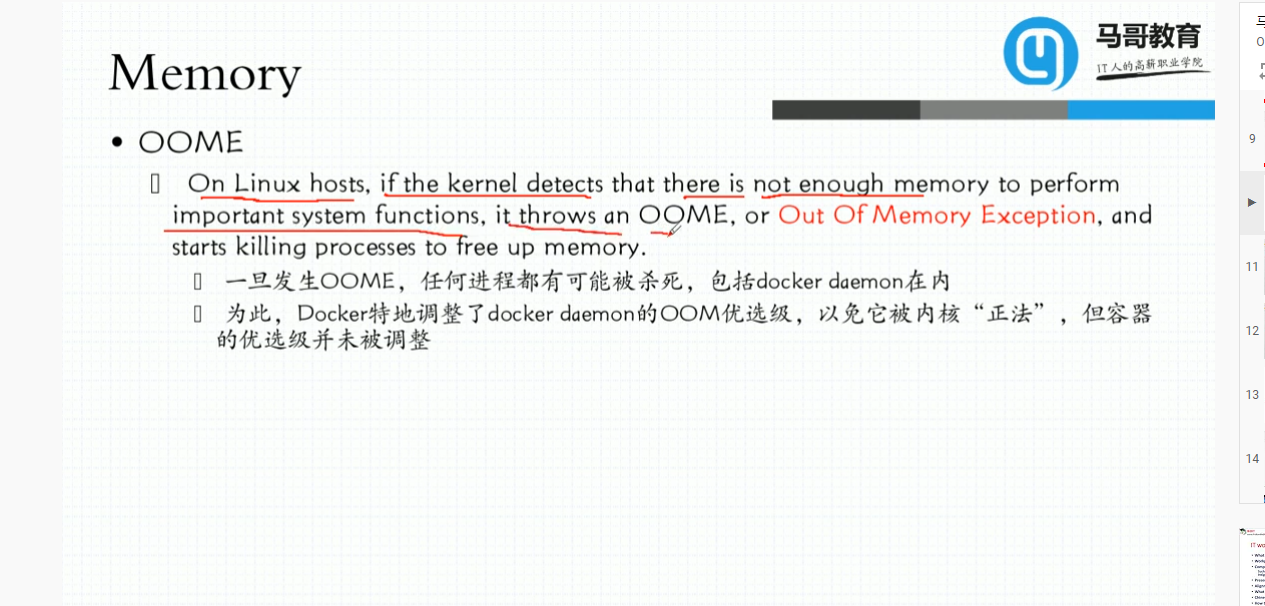 马哥教育
IT人的高薪职业学院
Memory
• OOME
On Linux hosts, if the kernel detects that there is not enough memory to perform
important system functions, it throws an OOME, or Out Of Memory Exception, and
starts killing processes to free up memory.
一旦发生OOME，任何进程都有可能被杀死，包括docker daemon在内
为此，Docker特地调整了docker daemon的OOM优选级，以免它被内核“正法”，但容器
的优选级并未被调整
9
11
12
13
14